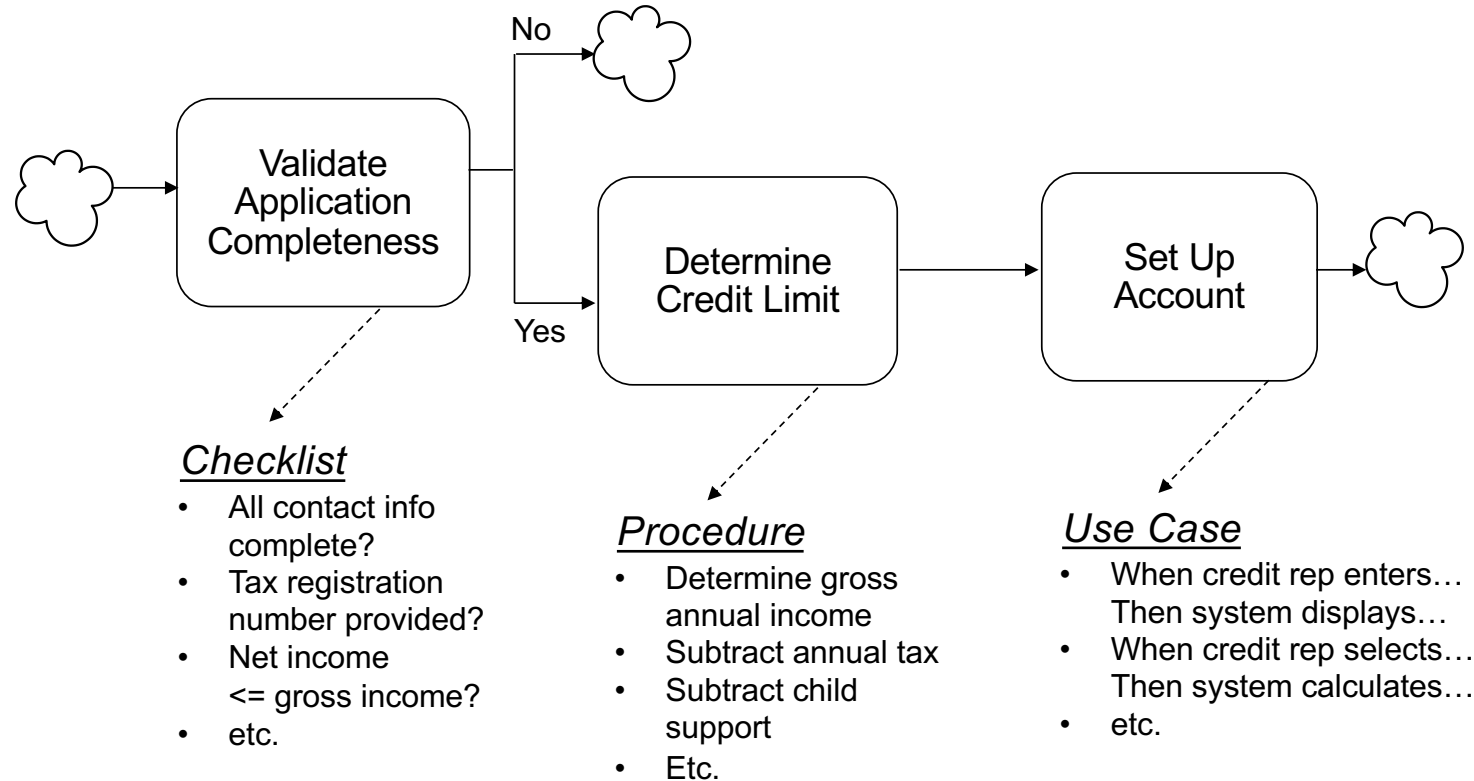 No
Validate
Application
Completeness
Yes
Determine
Credit Limit
Set Up
Account
Checklist
• All contact info
complete?
• Tax registration
number provided?
• Net income
<= gross income?
• etc.
Procedure
• Determine gross
annual income
• Subtract annual tax
• Subtract child
support
• Etc.
Use Case
• When credit rep enters…
Then system displays…
• When credit rep selects…
Then system calculates…
• etc.